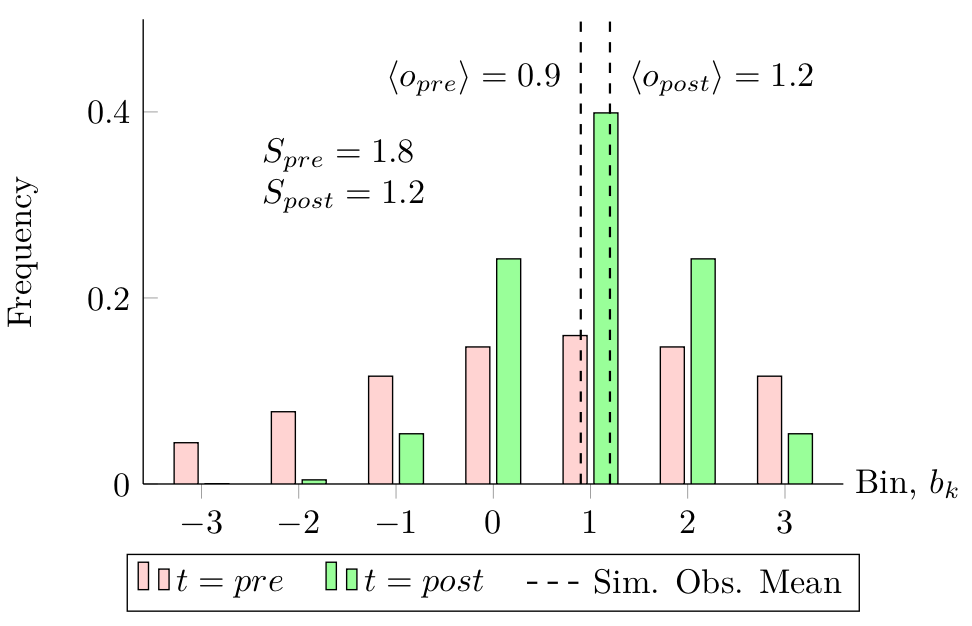 ⟨o_pre⟩ = 0.9
⟨o_post⟩ = 1.2
0.4
S_pre = 1.8
S_post = 1.2
Frequency
0.2
0
Bin, b_k
−3 −2 −1 0 1 2 3
t = pre t = post Sim. Obs. Mean